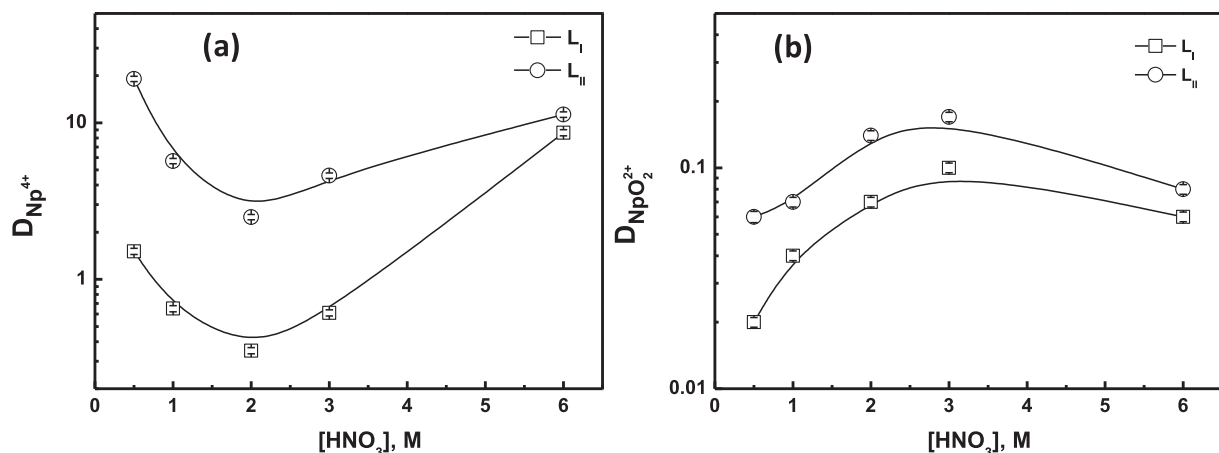 (a)
L_I
L_II
10
1
D_Np^4+
0 1 2 3 4 5 6
[HNO_3], M
(b)
L_I
L_II
0.1
0.01
D_NpO_2^2+
0 1 2 3 4 5 6
[HNO_3], M